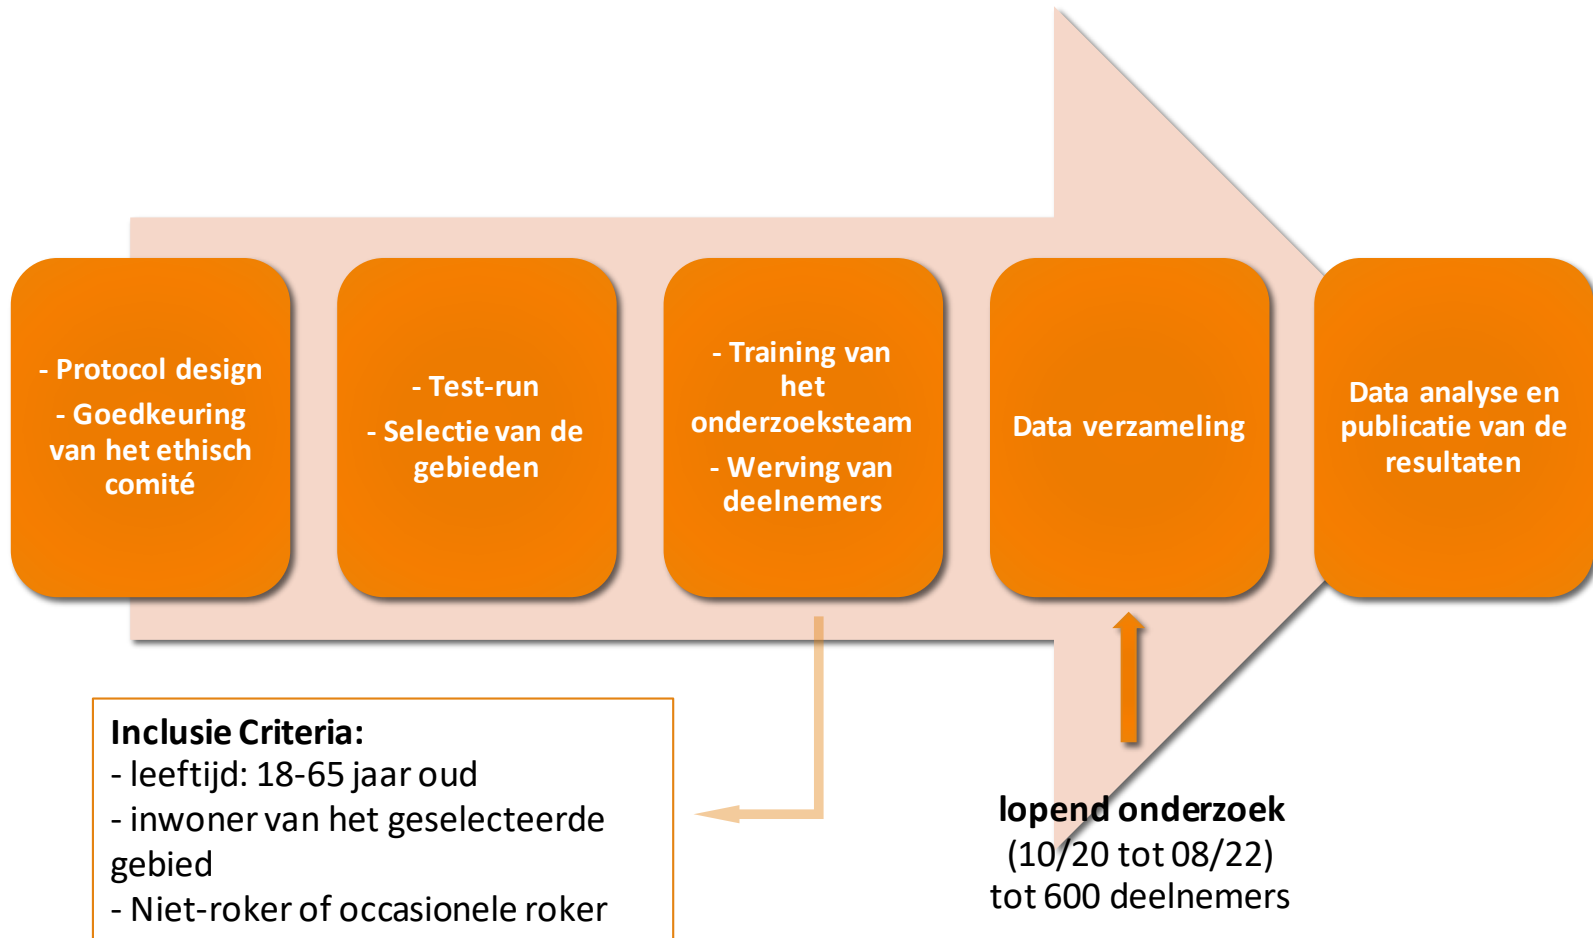 - Protocol design
- Goedkeuring
van het ethisch
comité
- Test-run
- Selectie van de
gebieden
- Training van
het
onderzoeksteam
- Werving van
deelnemers
Data verzameling
Data analyse en
publicatie van de
resultaten
Inclusie Criteria:
- leeftijd: 18-65 jaar oud
- inwoner van het geselecteerde
gebied
- Niet-roker of occasionele roker
lopend onderzoek
(10/20 tot 08/22)
tot 600 deelnemers